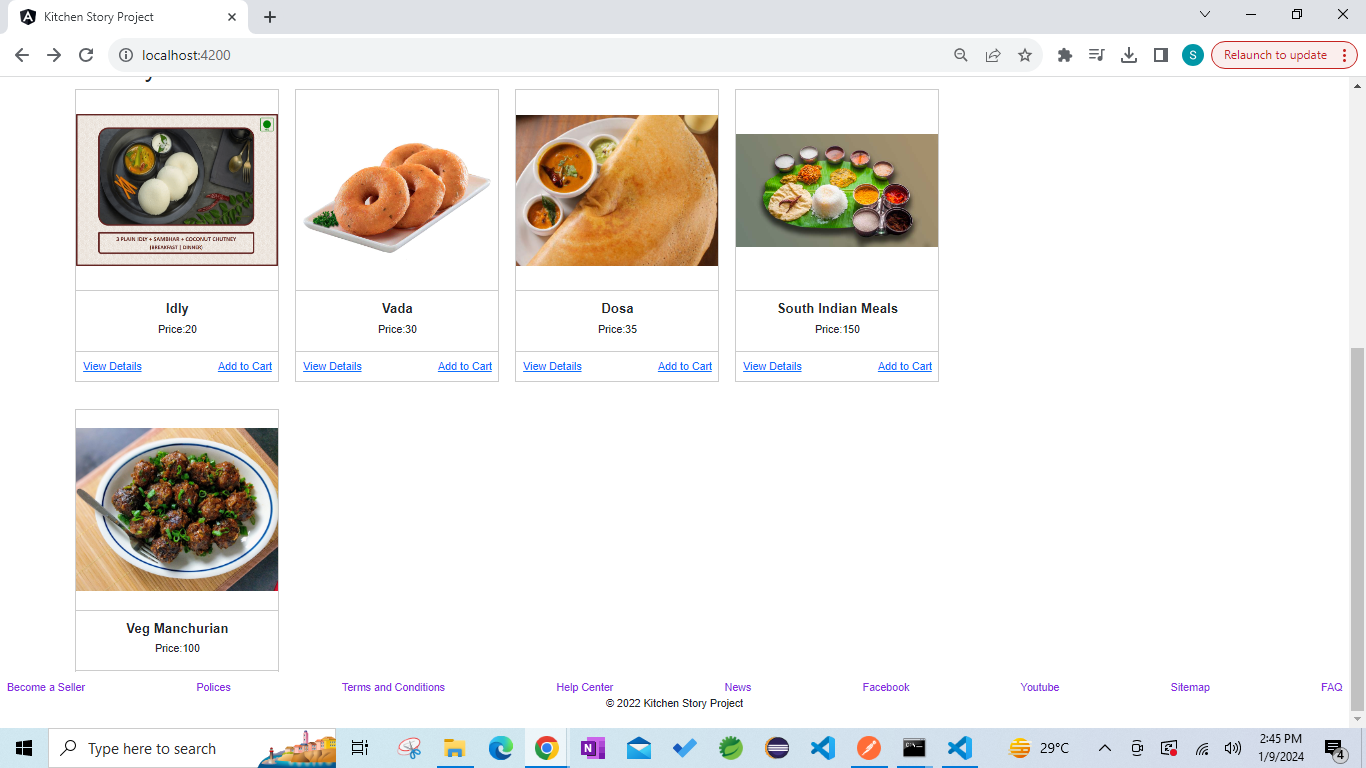 Kitchen Story Project
localhost:4200
Relaunch to update
S
3 PLAIN IDLY + SAMBHAR + COCONUT CHUTNEY
(BREAKFAST | DINNER)
Idly
Price:20
View Details Add to Cart
Vada
Price:30
View Details Add to Cart
Dosa
Price:35
View Details Add to Cart
South Indian Meals
Price:150
View Details Add to Cart
Veg Manchurian
Price:100
Become a Seller Polices Terms and Conditions Help Center News Facebook Youtube Sitemap FAQ
© 2022 Kitchen Story Project
Type here to search
29°C
2:45 PM
1/9/2024
4